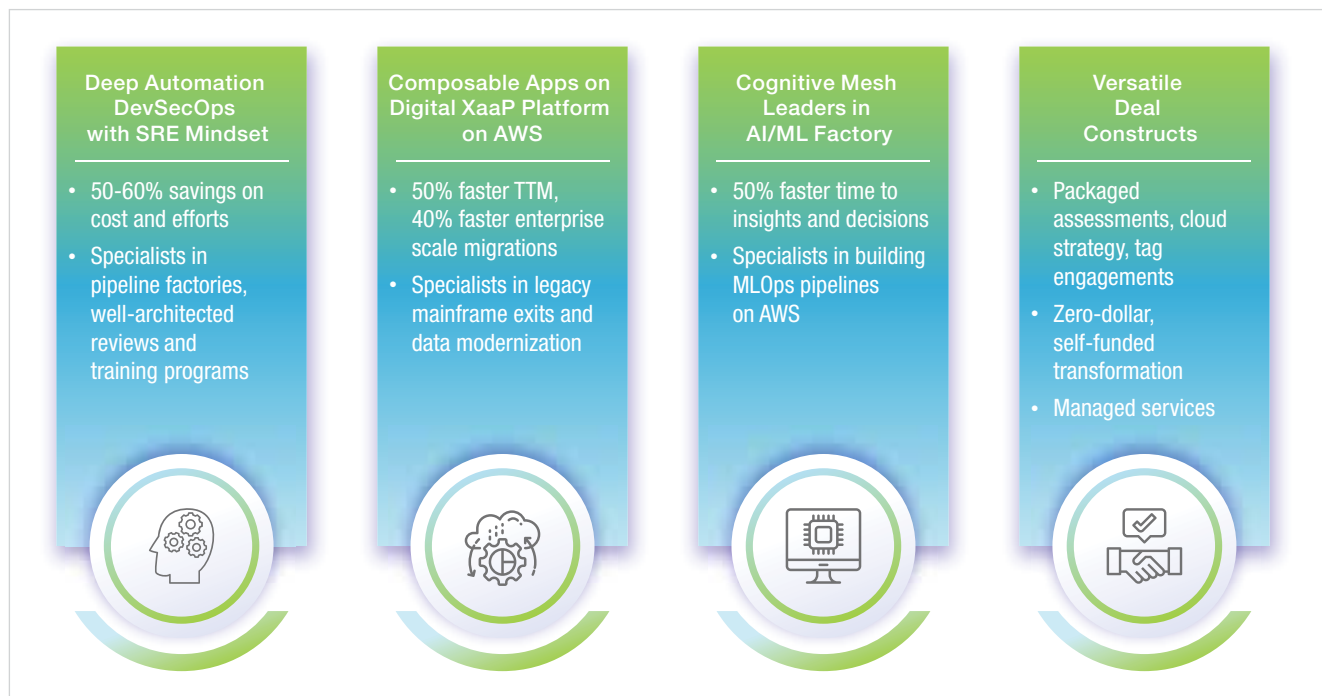 Deep Automation
DevSecOps
with SRE Mindset
• 50-60% savings on
cost and efforts
• Specialists in
pipeline factories,
well-architected
reviews and
training programs
Composable Apps on
Digital XaaP Platform
on AWS
• 50% faster TTM,
40% faster enterprise
scale migrations
• Specialists in legacy
mainframe exits and
data modernization
Cognitive Mesh
Leaders in
AI/ML Factory
• 50% faster time to
insights and decisions
• Specialists in building
MLOps pipelines
on AWS
Versatile
Deal
Constructs
• Packaged
assessments, cloud
strategy, tag
engagements
• Zero-dollar,
self-funded
transformation
• Managed services